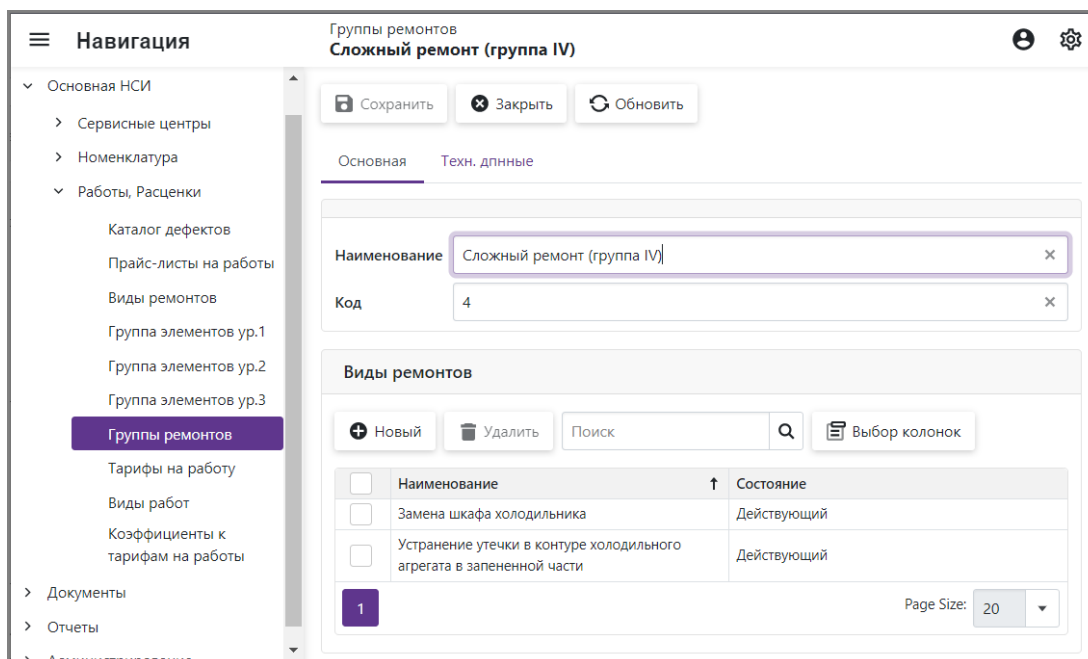 Навигация
Группы ремонтов
Сложный ремонт (группа IV)
Основная НСИ
Сервисные центры
Номенклатура
Работы, Расценки
Каталог дефектов
Прайс-листы на работы
Виды ремонтов
Группа элементов ур.1
Группа элементов ур.2
Группа элементов ур.3
Группы ремонтов
Тарифы на работу
Виды работ
Коэффициенты к
тарифам на работы
Документы
Отчеты
Сохранить
Закрыть
Обновить
Основная
Техн. дпнные
Наименование
Сложный ремонт (группа IV)
Код
4
Виды ремонтов
Новый
Удалить
Поиск
Выбор колонок
Наименование
Состояние
Замена шкафа холодильника
Действующий
Устранение утечки в контуре холодильного
агрегата в запененной части
Действующий
1
Page Size:
20